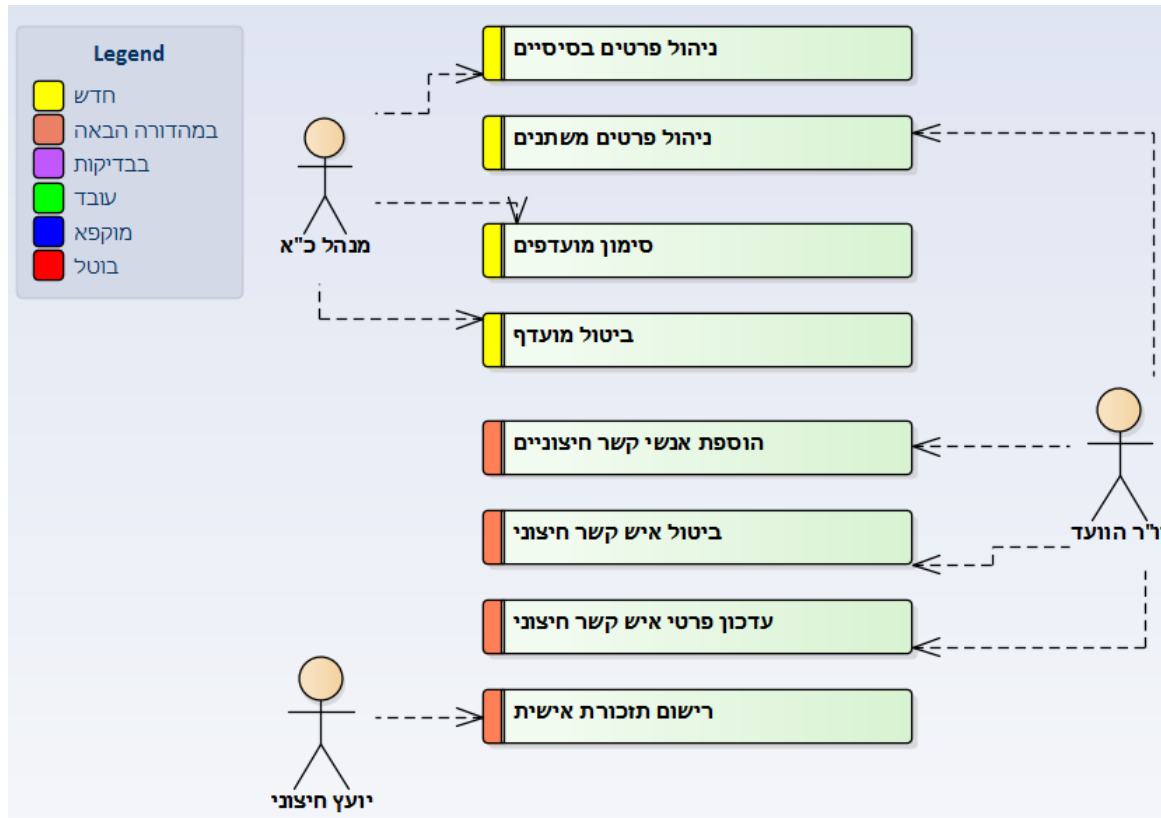 Legend
חדש
במהדורה הבאה
בבדיקות
עובד
מוקפא
בוטל
ניהול פרטים בסיסיים
ניהול פרטים משתנים
מנהל כ"א
סימון מועדפים
ביטול מועדף
הוספת אנשי קשר חיצוניים
ביטול איש קשר חיצוני
יו"ר הוועד
עדכון פרטי איש קשר חיצוני
רישום תזכורת אישית
יועץ חיצוני